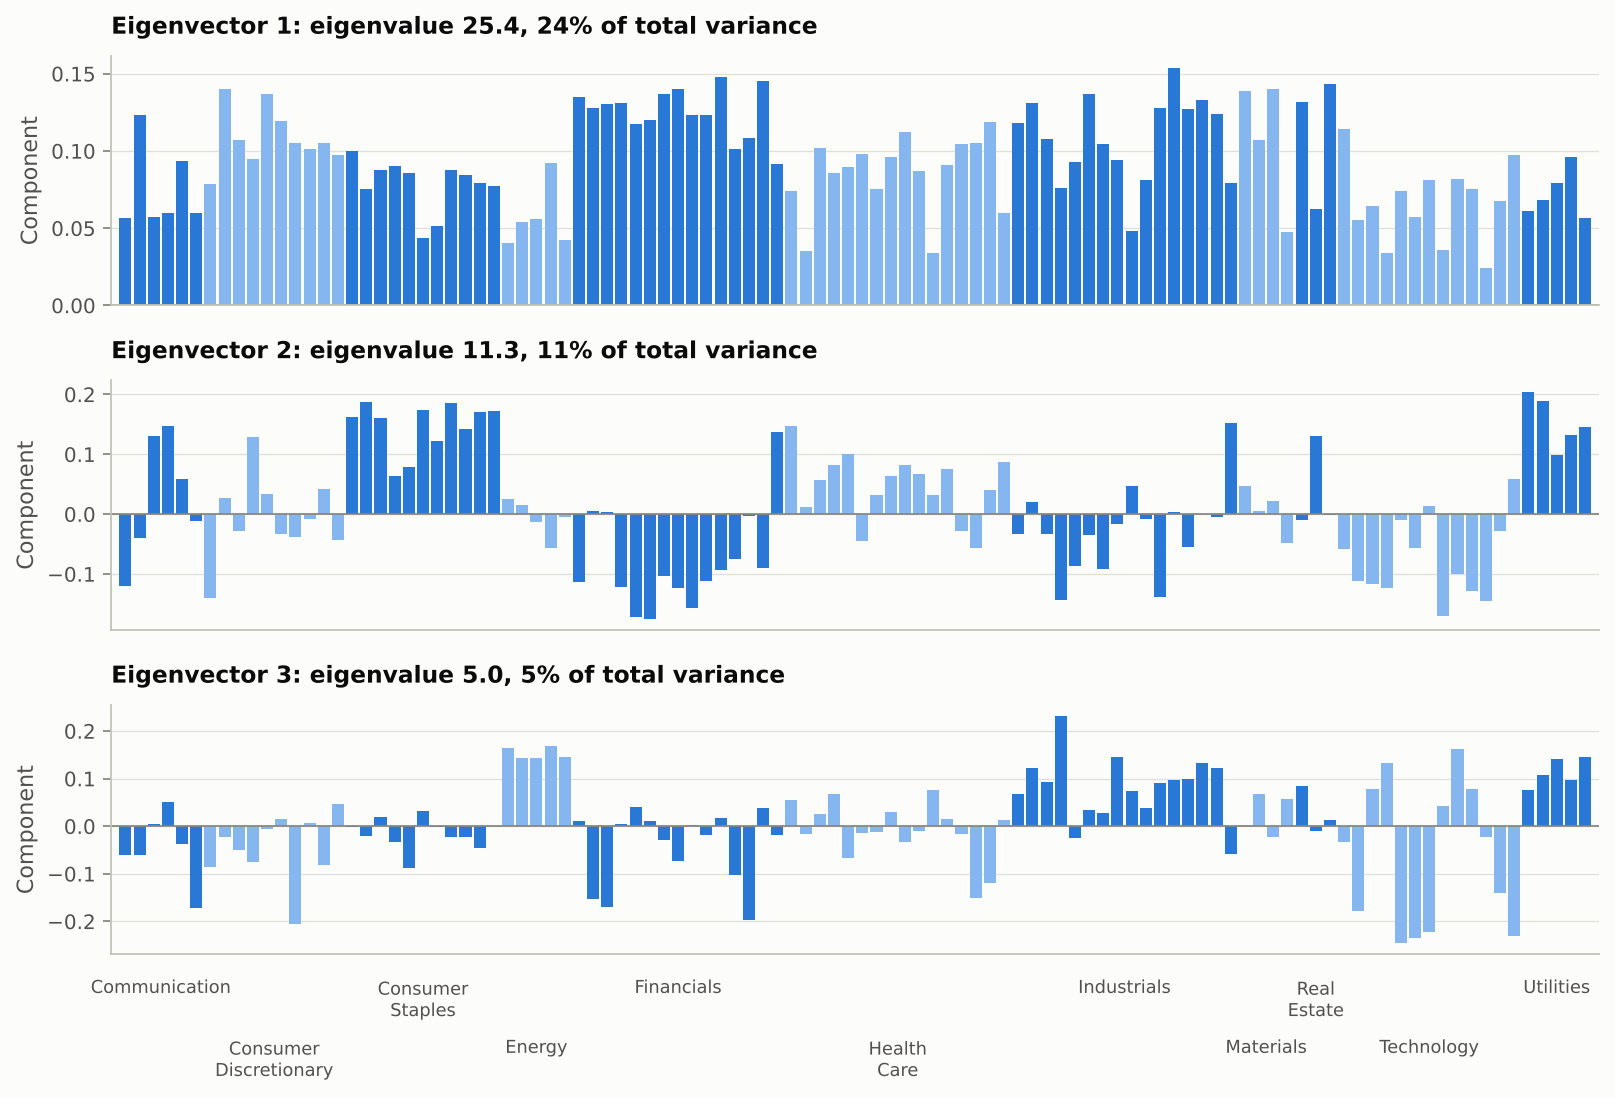 Eigenvector 1: eigenvalue 25.4, 24% of total variance
Component
0.15
0.10
0.05
0.00
Eigenvector 2: eigenvalue 11.3, 11% of total variance
Component
0.2
0.1
0.0
−0.1
Eigenvector 3: eigenvalue 5.0, 5% of total variance
Component
0.2
0.1
0.0
−0.1
−0.2
Communication
Consumer
Discretionary
Consumer
Staples
Energy
Financials
Health
Care
Industrials
Materials
Real
Estate
Technology
Utilities